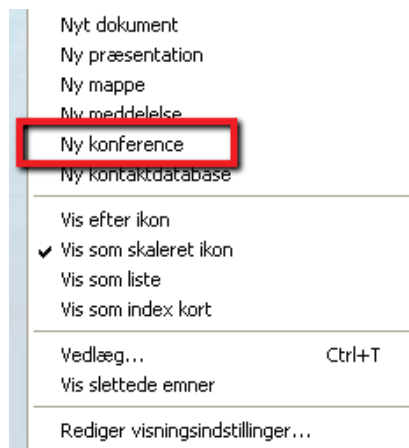 Nyt dokument
Ny præsentation
Ny mappe
Ny meddelelse
Ny konference
Ny kontaktdatabase
Vis efter ikon
Vis som skaleret ikon
Vis som liste
Vis som index kort
Vedlæg... Ctrl+T
Vis slettede emner
Rediger visningsindstillinger...